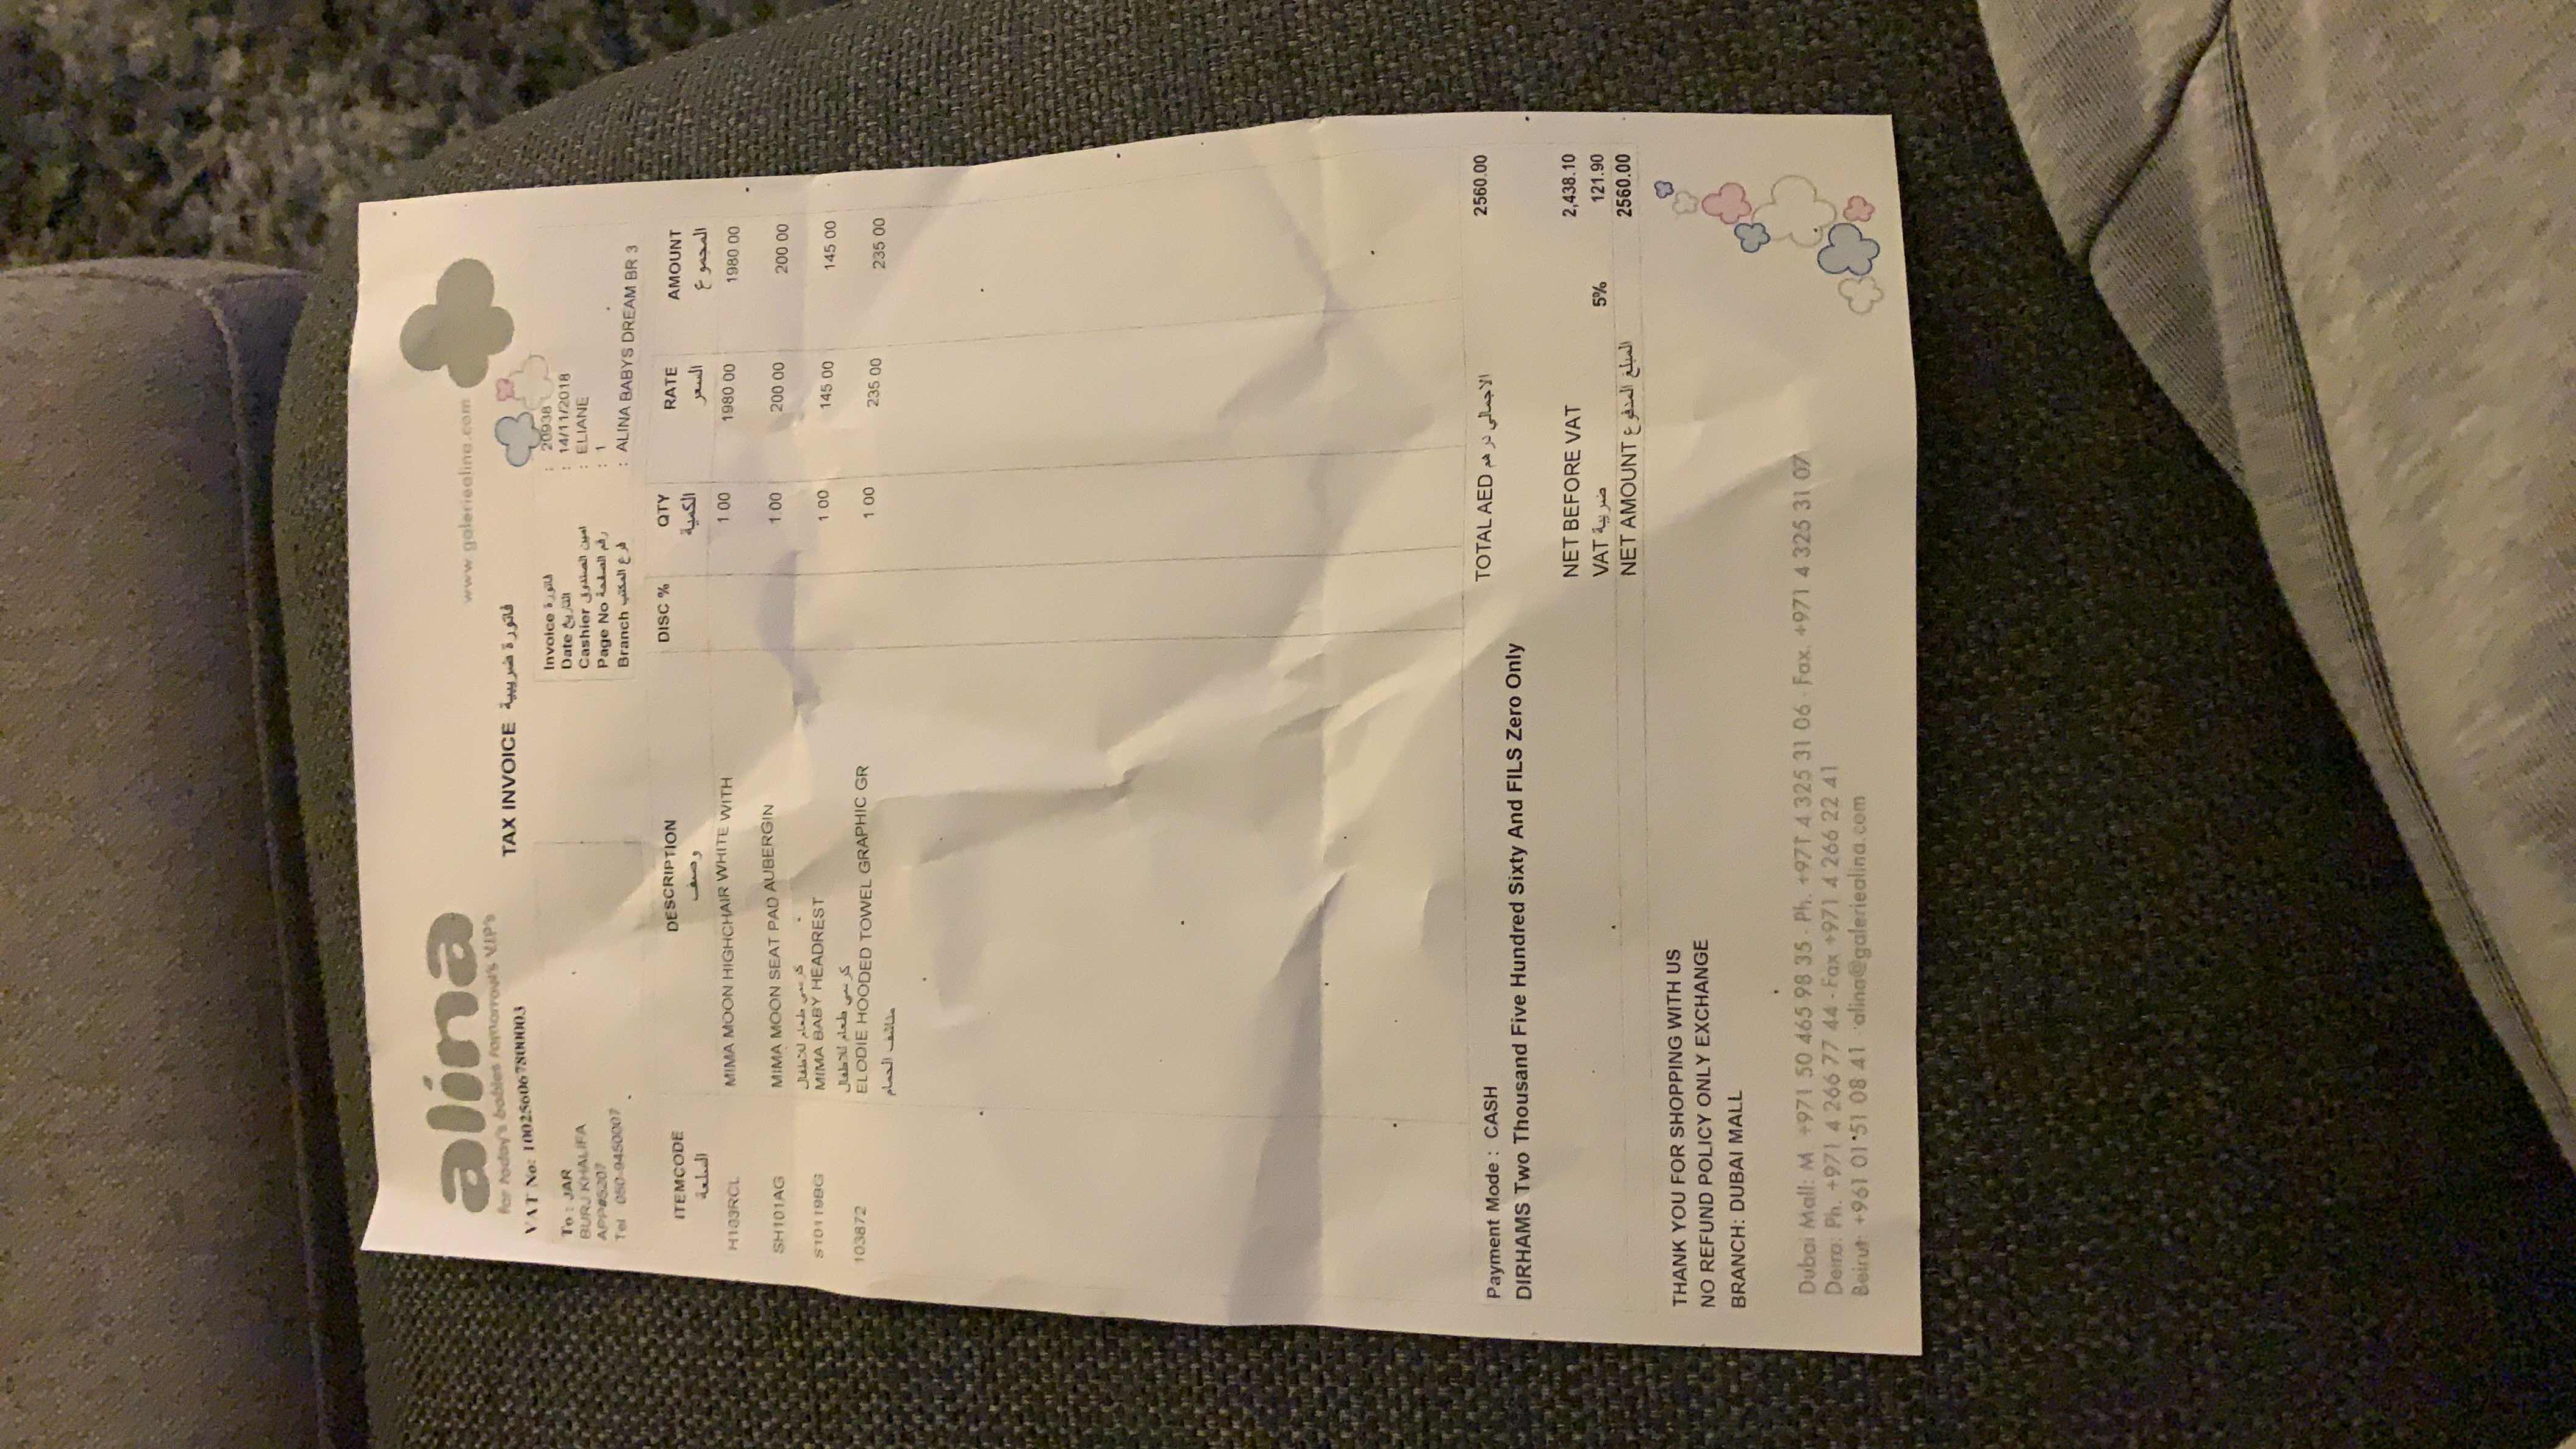 alina
for today's babies tomorrow's V.I.P's
www.galeriealina.com
VAT No: 100256067800003
TAX INVOICE فاتورة ضريبية
To : JAR
BURJ KHALIFA
APP#5207
Tel 050-9450007
Invoice فاتورة : 20938
Date التاريخ : 14/11/2018
Cashier امين الصندوق : ELIANE
Page No رقم الصفحة : 1
Branch فرع المكتب : ALINA BABYS DREAM BR 3
ITEMCODE DESCRIPTION DISC % QTY RATE AMOUNT
السلعة وصف الكمية السعر المجموع
H103RCL MIMA MOON HIGHCHAIR WHITE WITH 1 00 1980 00 1980 00
SH101AG MIMA MOON SEAT PAD AUBERGIN 1.00 200 00 200 00
كرسي طعام للاطفال
S10119BG MIMA BABY HEADREST 1.00 145 00 145 00
كرسي طعام للاطفال
103872 ELODIE HOODED TOWEL GRAPHIC GR 1 00 235 00 235 00
مناشف الحمام
Payment Mode : CASH TOTAL AED الاجمالي درهم 2560.00
DIRHAMS Two Thousand Five Hundred Sixty And FILS Zero Only
NET BEFORE VAT 2,438.10
VAT ضريبة 5% 121.90
NET AMOUNT المبلغ المدفوع 2560.00
THANK YOU FOR SHOPPING WITH US
NO REFUND POLICY ONLY EXCHANGE
BRANCH: DUBAI MALL
Dubai Mall: M. +971 50 465 98 35 - Ph. +971 4 325 31 06 - Fax. +971 4 325 31 07
Deira: Ph. +971 4 266 77 44 - Fax +971 4 266 22 41
Beirut: +961 01 51 08 41 alina@galeriealina.com